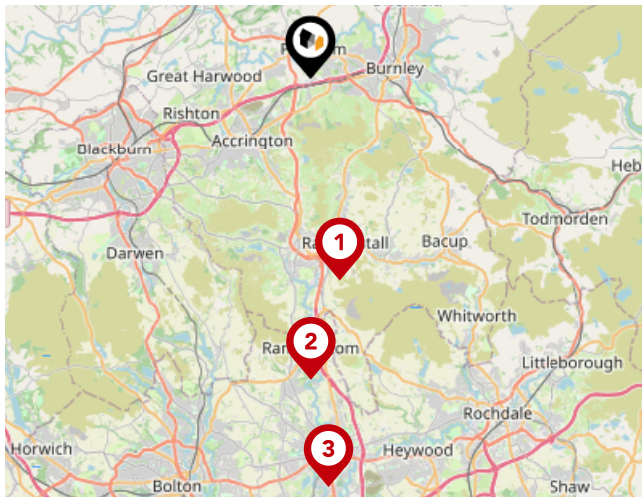 Great Harwood
Burnley
Rishton
Blackburn
Accrington
Heb
Todmorden
1
Bacup
Darwen
Whitworth
2
Littleborough
Rochdale
3
Horwich
Heywood
Bolton
Shaw